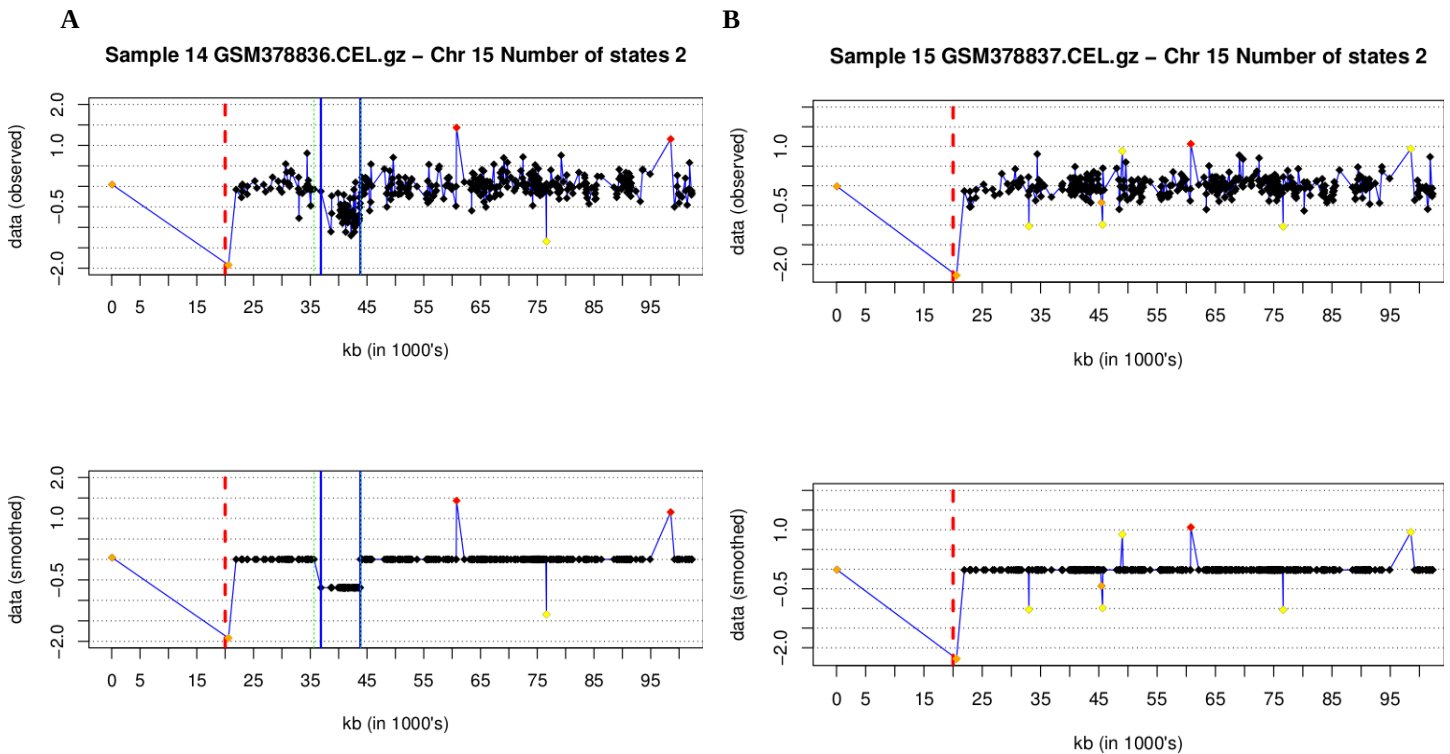 A
Sample 14 GSM378836.CEL.gz − Chr 15 Number of states 2
data (observed)
2.0
1.0
−0.5
−2.0
0 5 15 25 35 45 55 65 75 85 95
kb (in 1000's)
data (smoothed)
2.0
1.0
−0.5
−2.0
0 5 15 25 35 45 55 65 75 85 95
kb (in 1000's)
B
Sample 15 GSM378837.CEL.gz − Chr 15 Number of states 2
data (observed)
1.0
−0.5
−2.0
0 5 15 25 35 45 55 65 75 85 95
kb (in 1000's)
data (smoothed)
1.0
−0.5
−2.0
0 5 15 25 35 45 55 65 75 85 95
kb (in 1000's)